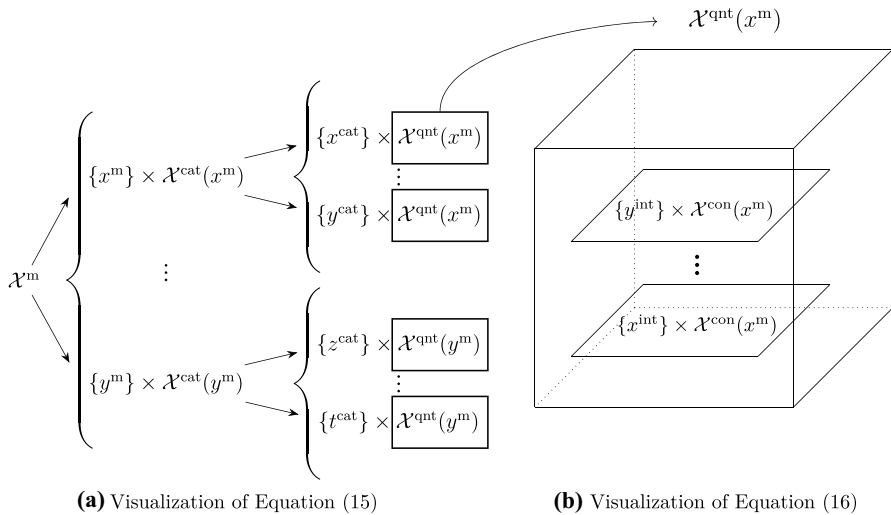 𝒳^qnt(x^m)
{x^cat} × 𝒳^qnt(x^m)
⋮
{y^cat} × 𝒳^qnt(x^m)
{x^m} × 𝒳^cat(x^m)
⋮
𝒳^m
{y^m} × 𝒳^cat(y^m)
{z^cat} × 𝒳^qnt(y^m)
⋮
{t^cat} × 𝒳^qnt(y^m)
(a) Visualization of Equation (15)
{y^int} × 𝒳^con(x^m)
⋮
{x^int} × 𝒳^con(x^m)
(b) Visualization of Equation (16)